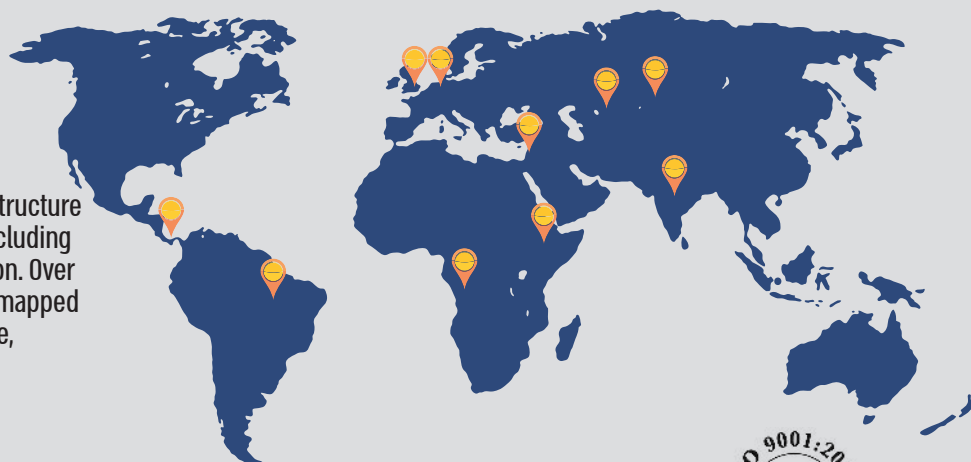 tructure
cluding
on. Over
mapped
e,
O 9001:20